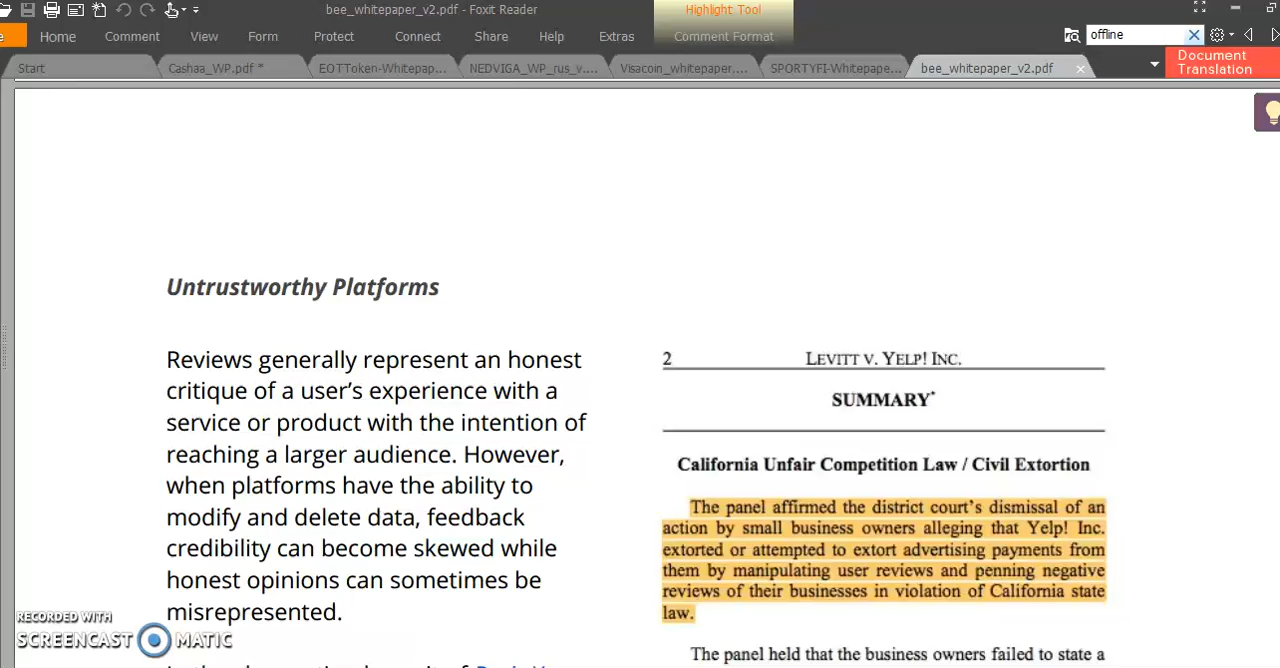 bee_whitepaper_v2.pdf - Foxit Reader
Highlight Tool
Home Comment View Form Protect Connect Share Help Extras Comment Format
offline
Start
Cashaa_WP.pdf *
EOTToken-Whitepap...
NEDVIGA_WP_rus_v....
Visacoin_whitepaper,...
SPORTYFI-Whitepape...
bee_whitepaper_v2.pdf
Document
Translation
Untrustworthy Platforms
Reviews generally represent an honest
critique of a user’s experience with a
service or product with the intention of
reaching a larger audience. However,
when platforms have the ability to
modify and delete data, feedback
credibility can become skewed while
honest opinions can sometimes be
misrepresented.
2 LEVITT V. YELP! INC.
SUMMARY*
California Unfair Competition Law / Civil Extortion
The panel affirmed the district court’s dismissal of an
action by small business owners alleging that Yelp! Inc.
extorted or attempted to extort advertising payments from
them by manipulating user reviews and penning negative
reviews of their businesses in violation of California state
law.
The panel held that the business owners failed to state a
RECORDED WITH
SCREENCAST MATIC